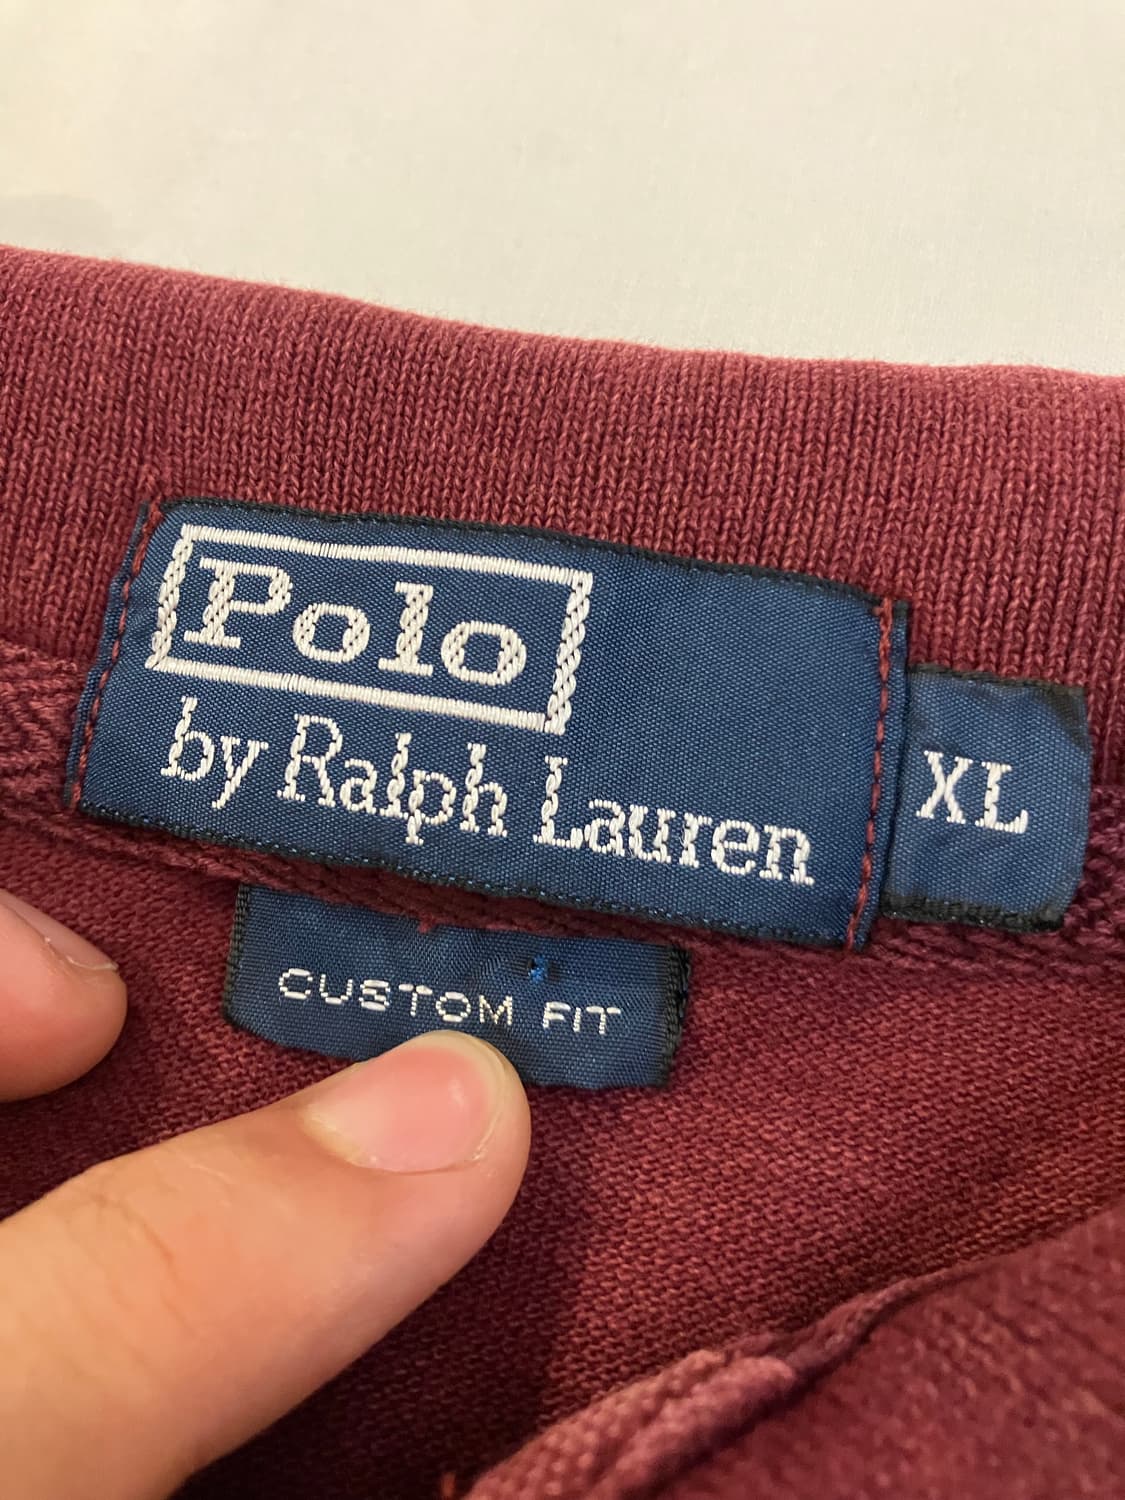 Polo
by Ralph Lauren
XL
CUSTOM FIT